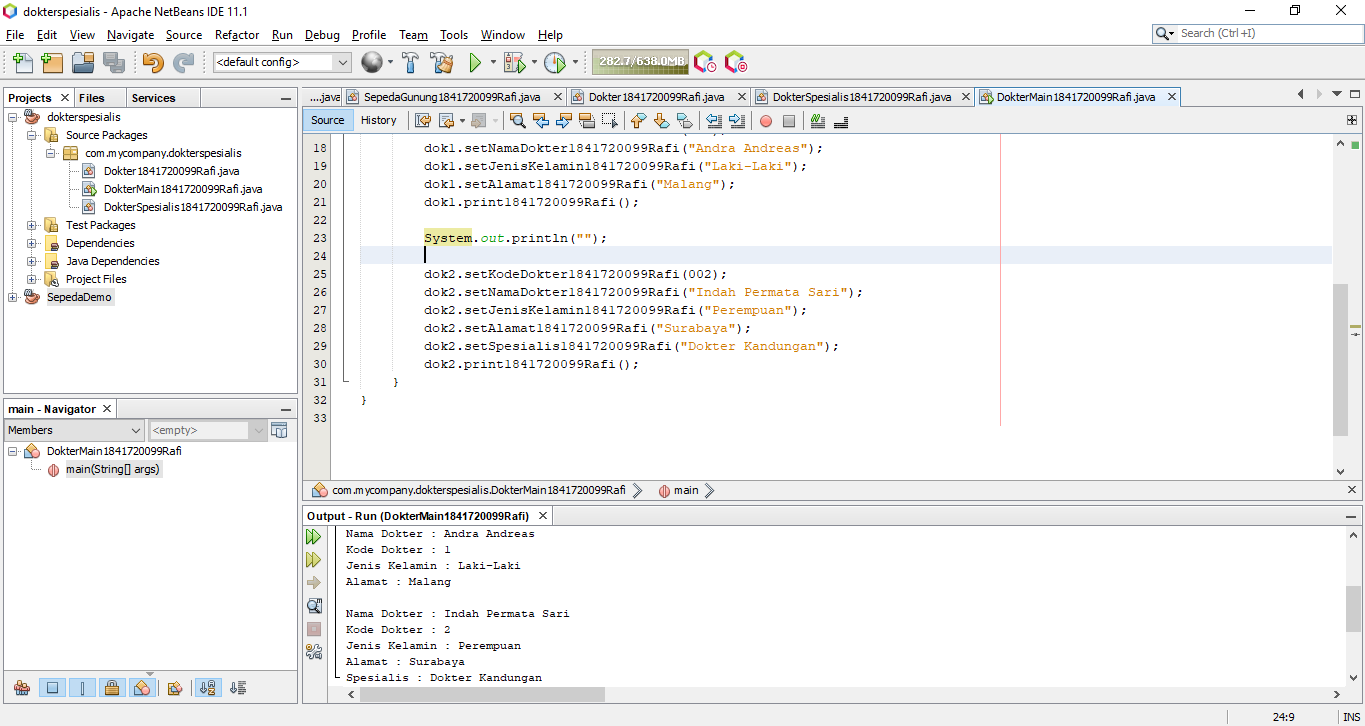 dokterspesialis - Apache NetBeans IDE 11.1
File Edit View Navigate Source Refactor Run Debug Profile Team Tools Window Help
Search (Ctrl+I)
<default config>
282.7/638.0MB
Projects Files Services
dokterspesialis
Source Packages
com.mycompany.dokterspesialis
Dokter1841720099Rafi.java
DokterMain1841720099Rafi.java
DokterSpesialis1841720099Rafi.java
Test Packages
Dependencies
Java Dependencies
Project Files
SepedaDemo
main - Navigator
Members <empty>
DokterMain1841720099Rafi
main(String[] args)
....java SepedaGunung1841720099Rafi.java Dokter1841720099Rafi.java DokterSpesialis1841720099Rafi.java DokterMain1841720099Rafi.java
Source History
18 dok1.setNamaDokter1841720099Rafi("Andra Andreas");
19 dok1.setJenisKelamin1841720099Rafi("Laki-Laki");
20 dok1.setAlamat1841720099Rafi("Malang");
21 dok1.print1841720099Rafi();
22
23 System.out.println("");
24
25 dok2.setKodeDokter1841720099Rafi(002);
26 dok2.setNamaDokter1841720099Rafi("Indah Permata Sari");
27 dok2.setJenisKelamin1841720099Rafi("Perempuan");
28 dok2.setAlamat1841720099Rafi("Surabaya");
29 dok2.setSpesialis1841720099Rafi("Dokter Kandungan");
30 dok2.print1841720099Rafi();
31 }
32 }
33
com.mycompany.dokterspesialis.DokterMain1841720099Rafi main
Output - Run (DokterMain1841720099Rafi)
Nama Dokter : Andra Andreas
Kode Dokter : 1
Jenis Kelamin : Laki-Laki
Alamat : Malang
Nama Dokter : Indah Permata Sari
Kode Dokter : 2
Jenis Kelamin : Perempuan
Alamat : Surabaya
Spesialis : Dokter Kandungan
24:9 INS